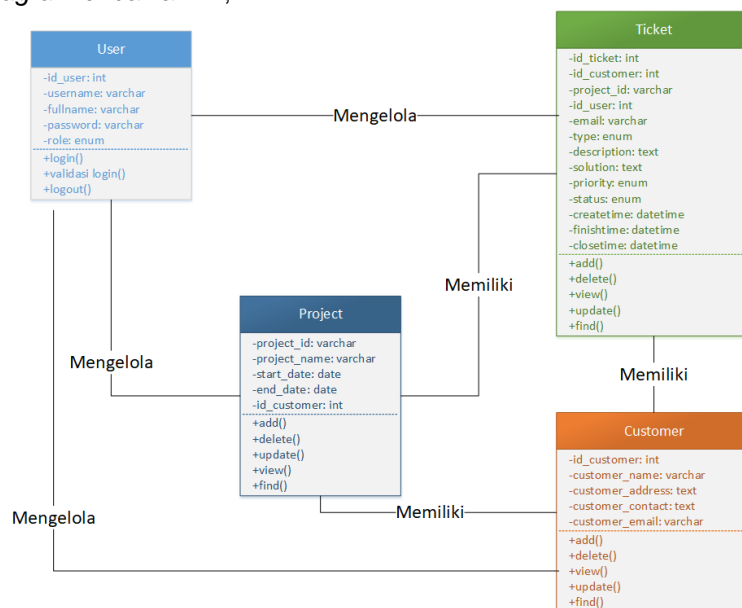 User
-id_user: int
-username: varchar
-fullname: varchar
-password: varchar
-role: enum
+login()
+validasi login()
+logout()
Mengelola
Ticket
-id_ticket: int
-id_customer: int
-project_id: varchar
-id_user: int
-email: varchar
-type: enum
-description: text
-solution: text
-priority: enum
-status: enum
-createtime: datetime
-finishtime: datetime
-closetime: datetime
+add()
+delete()
+view()
+update()
+find()
Memiliki
Project
-project_id: varchar
-project_name: varchar
-start_date: date
-end_date: date
-id_customer: int
+add()
+delete()
+update()
+view()
+find()
Mengelola
Memiliki
Customer
-id_customer: int
-customer_name: varchar
-customer_address: text
-customer_contact: text
-customer_email: varchar
+add()
+delete()
+view()
+update()
+find()
Memiliki
Mengelola